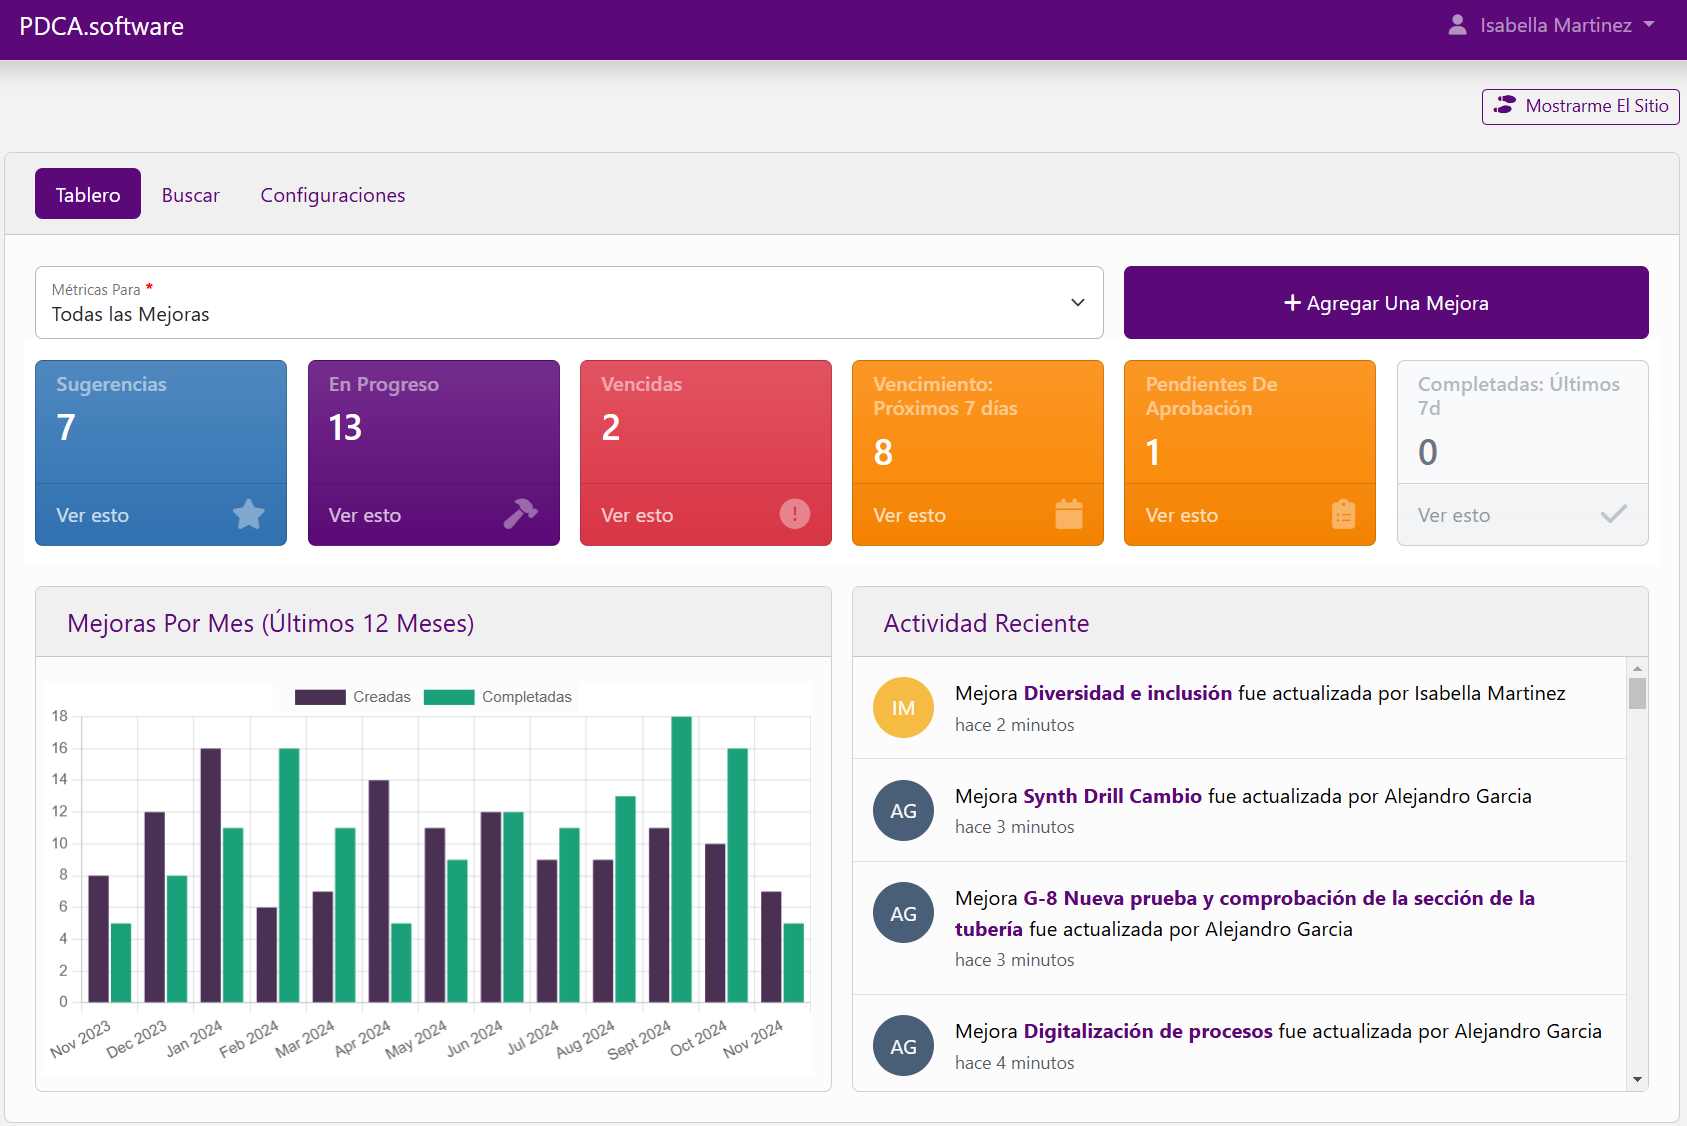 PDCA.software
Isabella Martinez
Mostrarme El Sitio
Tablero
Buscar
Configuraciones
Métricas Para *
Todas las Mejoras
+ Agregar Una Mejora
Sugerencias
7
Ver esto
En Progreso
13
Ver esto
Vencidas
2
Ver esto
Vencimiento:
Próximos 7 días
8
Ver esto
Pendientes De
Aprobación
1
Ver esto
Completadas: Últimos
7d
0
Ver esto
Mejoras Por Mes (Últimos 12 Meses)
Creadas
Completadas
18
16
14
12
10
8
6
4
2
0
Nov 2023
Dec 2023
Jan 2024
Feb 2024
Mar 2024
Apr 2024
May 2024
Jun 2024
Jul 2024
Aug 2024
Sept 2024
Oct 2024
Nov 2024
Actividad Reciente
IM
Mejora Diversidad e inclusión fue actualizada por Isabella Martinez
hace 2 minutos
AG
Mejora Synth Drill Cambio fue actualizada por Alejandro Garcia
hace 3 minutos
AG
Mejora G-8 Nueva prueba y comprobación de la sección de la
tubería fue actualizada por Alejandro Garcia
hace 3 minutos
AG
Mejora Digitalización de procesos fue actualizada por Alejandro Garcia
hace 4 minutos